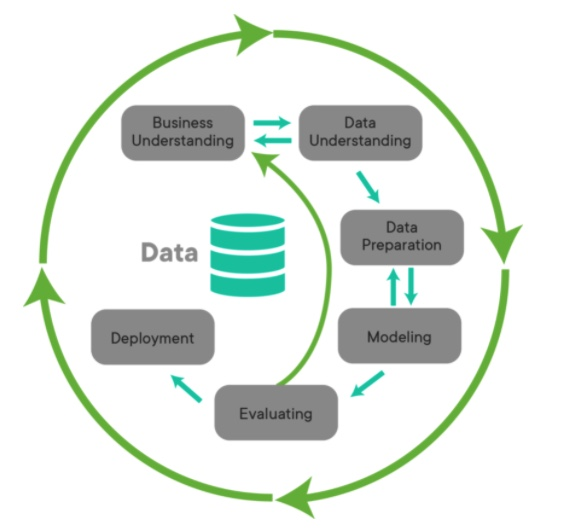 Business
Understanding
Data
Understanding
Data
Preparation
Data
Modeling
Deployment
Evaluating